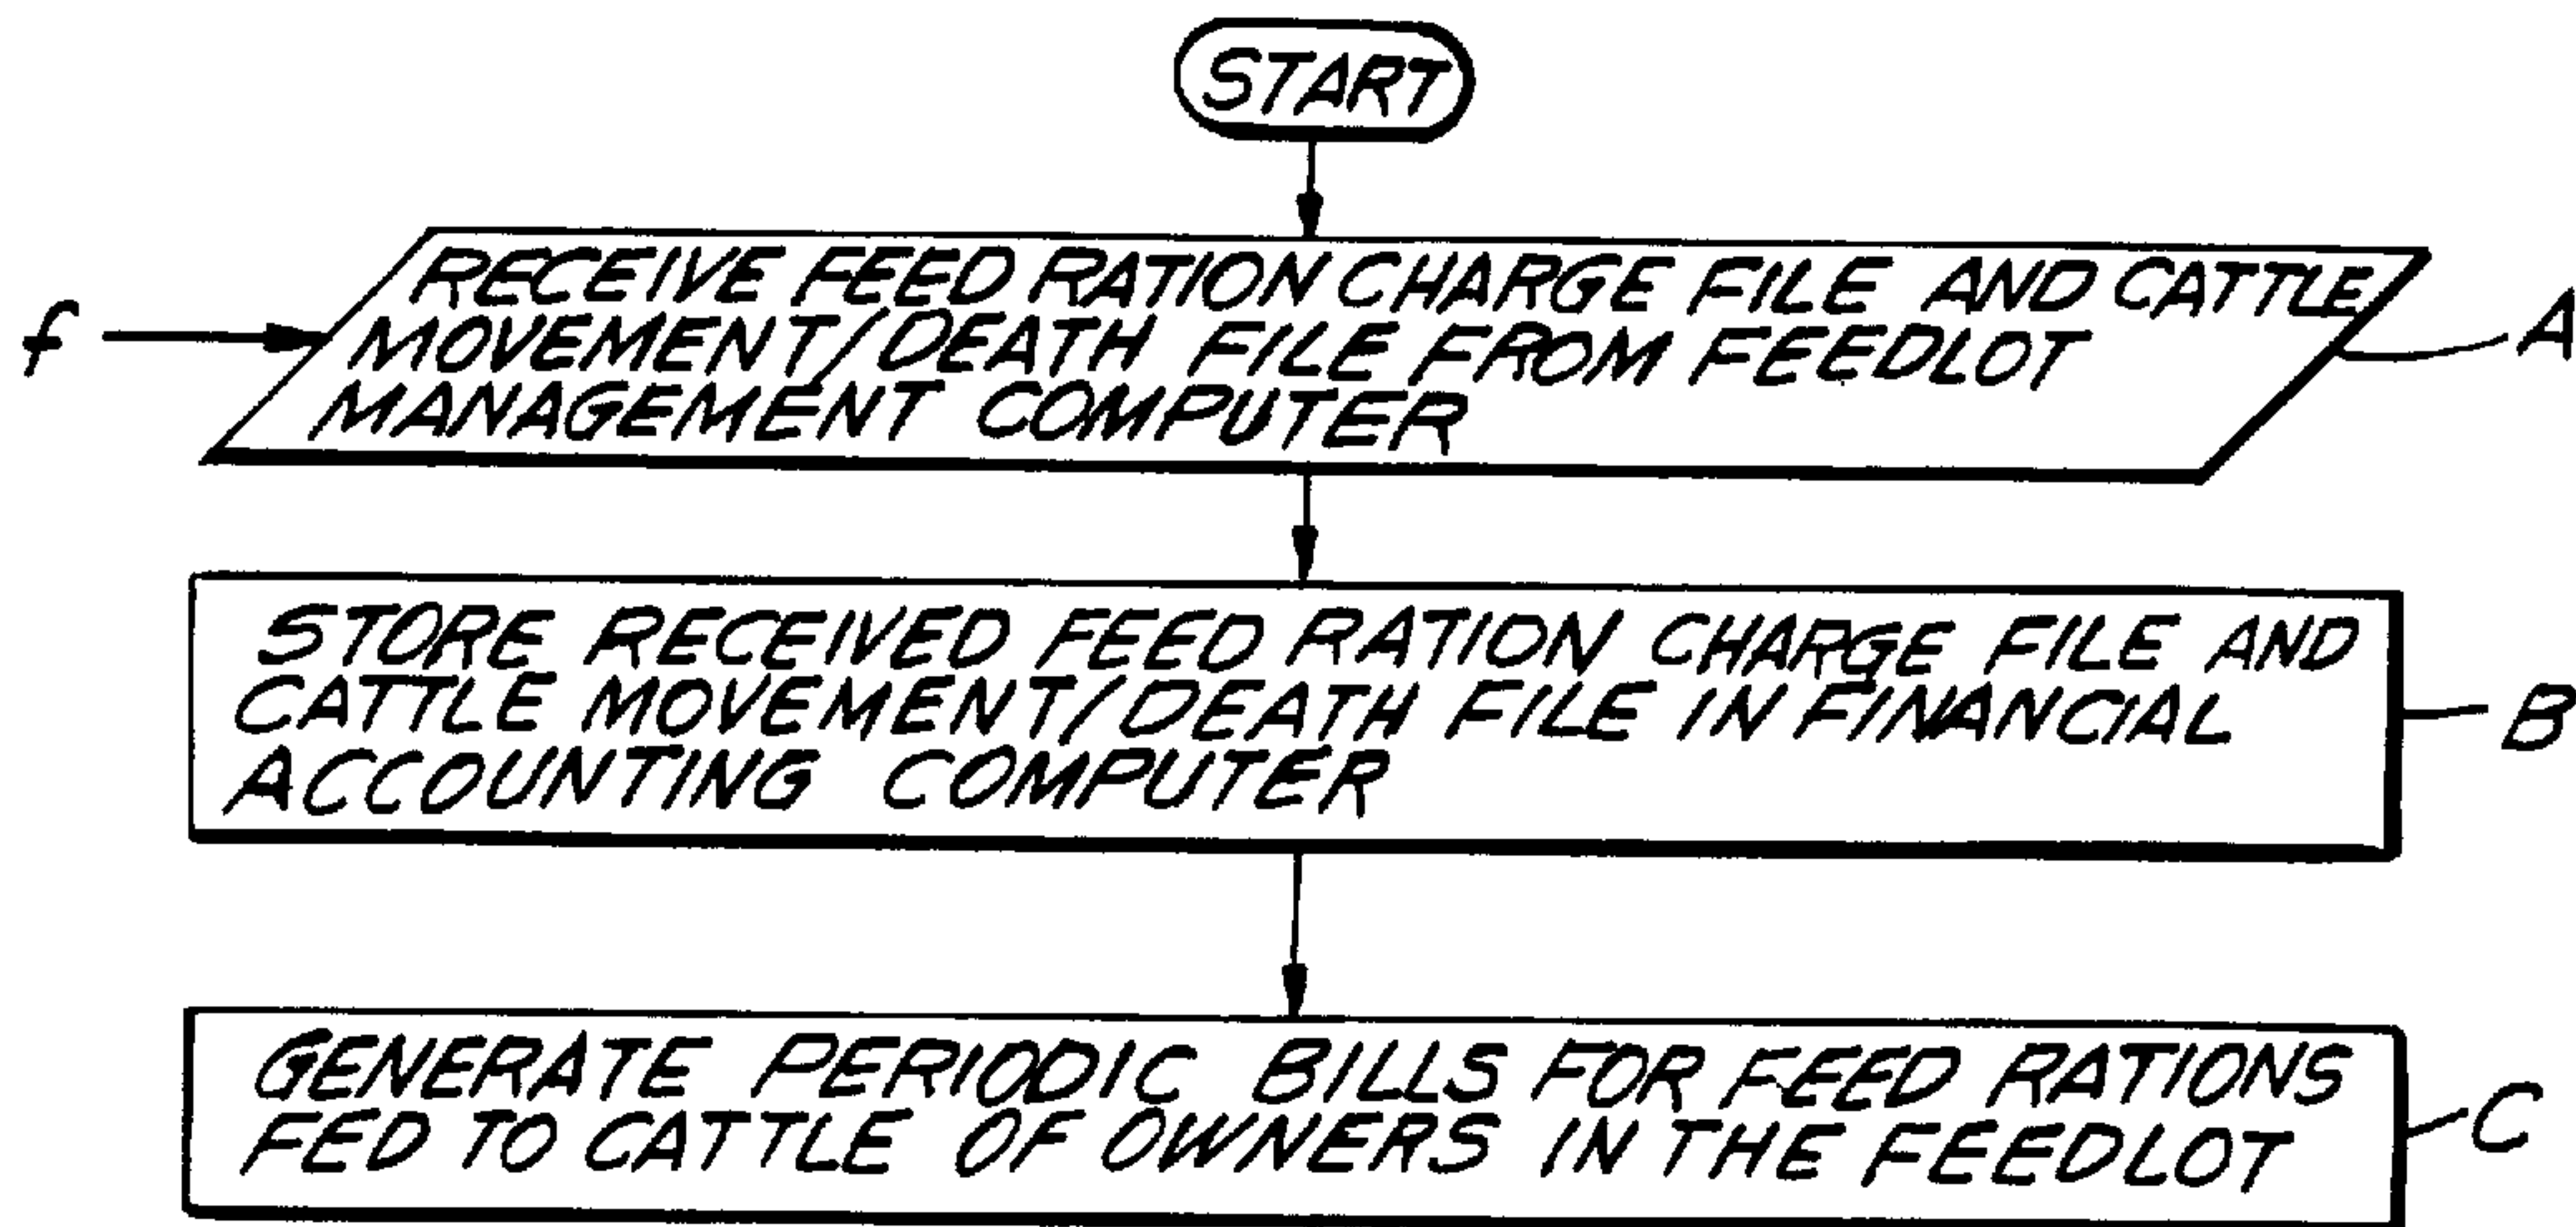 START
RECEIVE FEED RATION CHARGE FILE AND CATTLE
f
MOVEMENT/DEATH FILE FROM FEEDLOT
A
MANAGEMENT COMPUTER
STORE RECEIVED FEED RATION CHARGE FILE AND
CATTLE MOVEMENT/DEATH FILE IN FINANCIAL
B
ACCOUNTING COMPUTER
GENERATE PERIODIC BILLS FOR FEED RATIONS
FED TO CATTLE OF OWNERS IN THE FEEDLOT
C